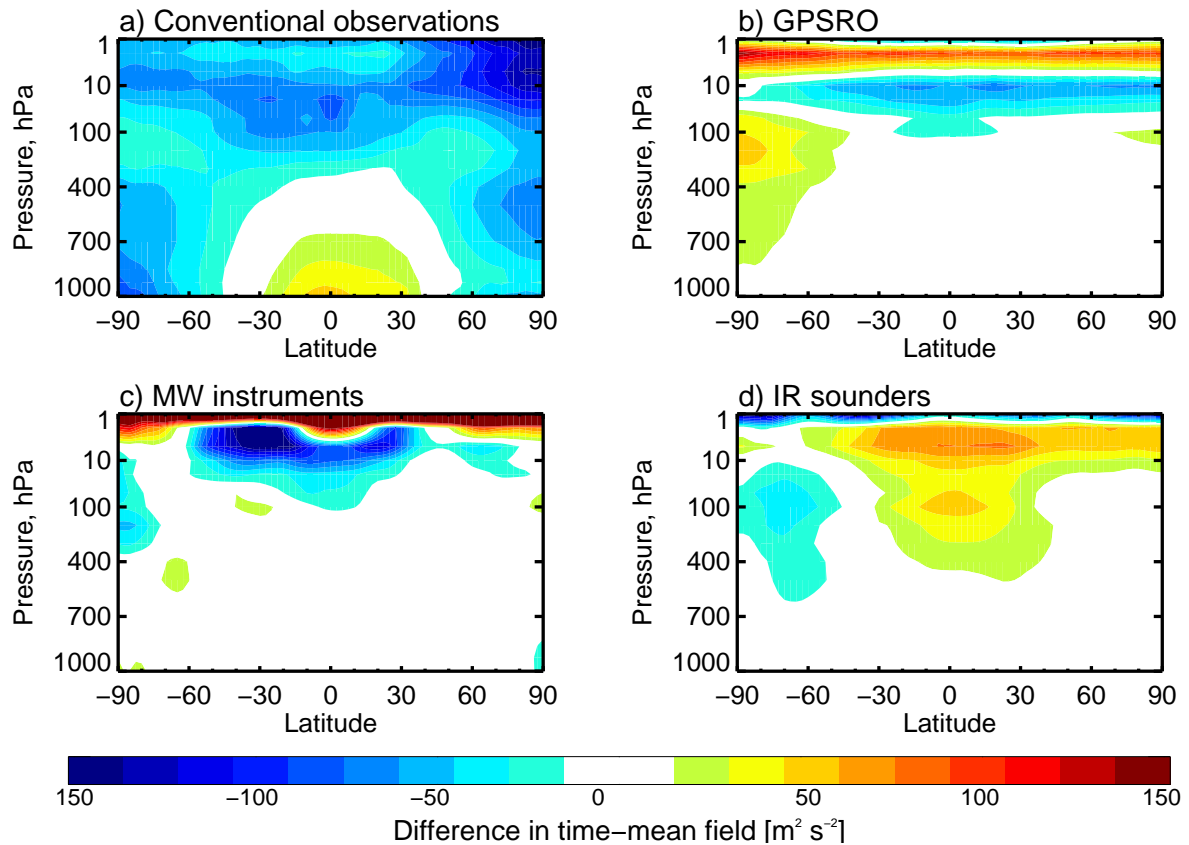 a) Conventional observations
b) GPSRO
1
10
100
400
700
1000
Pressure, hPa
−90 −60 −30 0 30 60 90
Latitude
1
10
100
400
700
1000
Pressure, hPa
−90 −60 −30 0 30 60 90
Latitude
c) MW instruments
d) IR sounders
1
10
100
400
700
1000
Pressure, hPa
−90 −60 −30 0 30 60 90
Latitude
1
10
100
400
700
1000
Pressure, hPa
−90 −60 −30 0 30 60 90
Latitude
150 −100 −50 0 50 100 150
Difference in time−mean field [m² s⁻²]